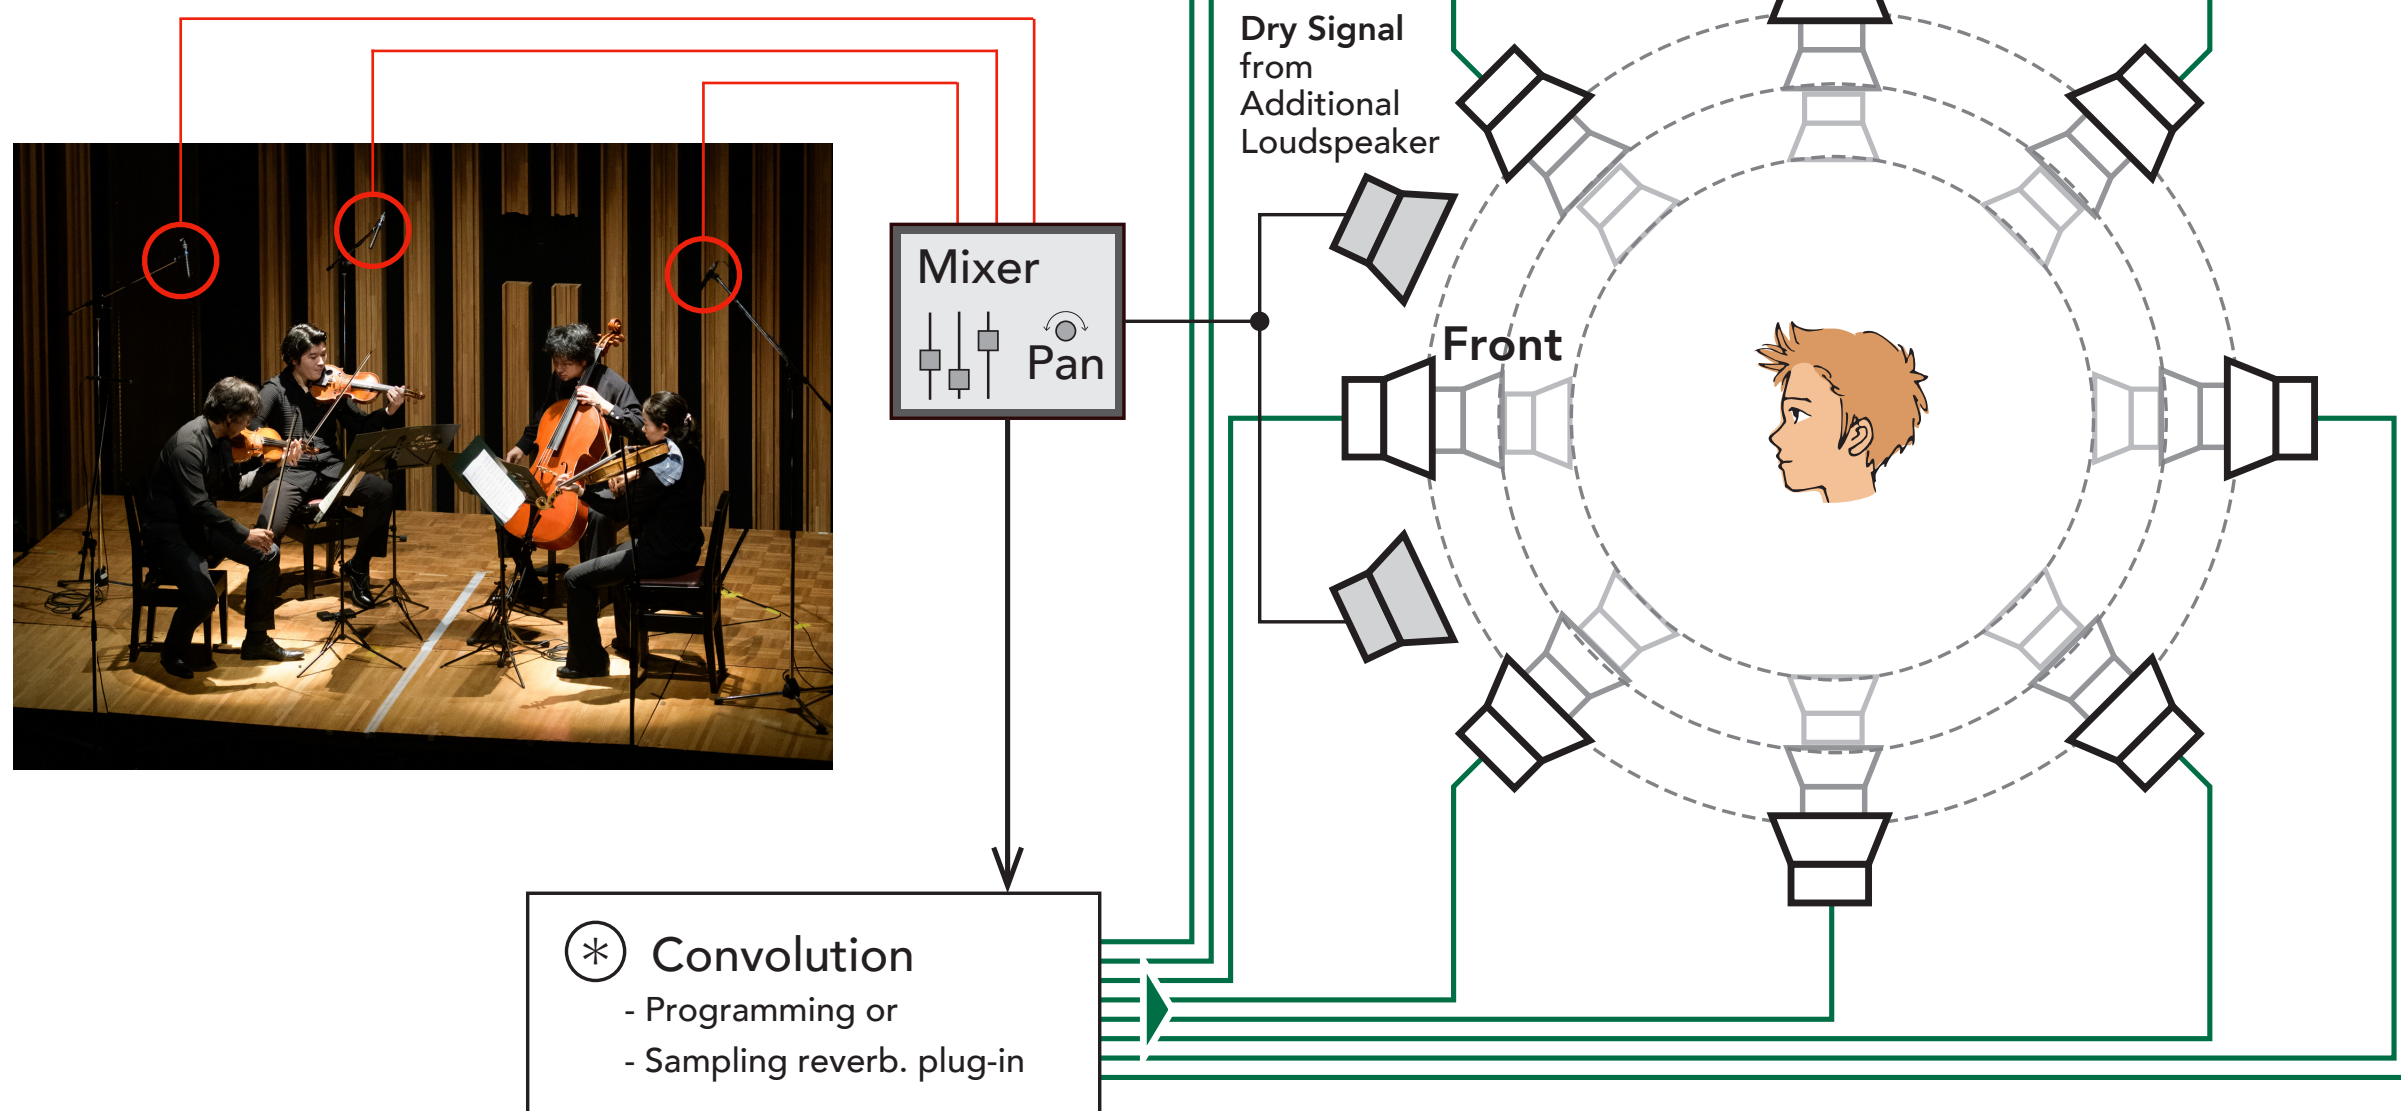 Dry Signal
from
Additional
Loudspeaker
Mixer
Pan
Front
* Convolution
- Programming or
- Sampling reverb. plug-in